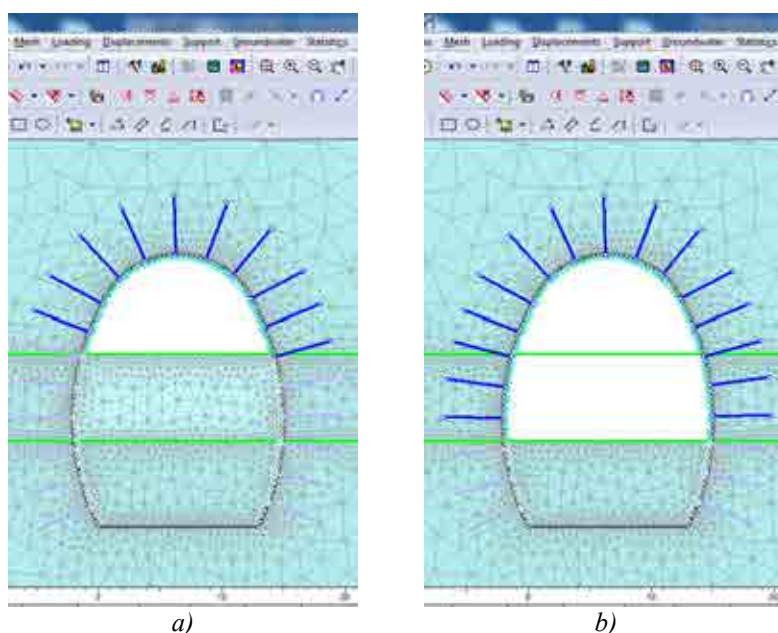 Mesh Loading Displacements Support Groundwater Statistics
Mesh Loading Displacements Support Groundwater Statistics
a)
b)